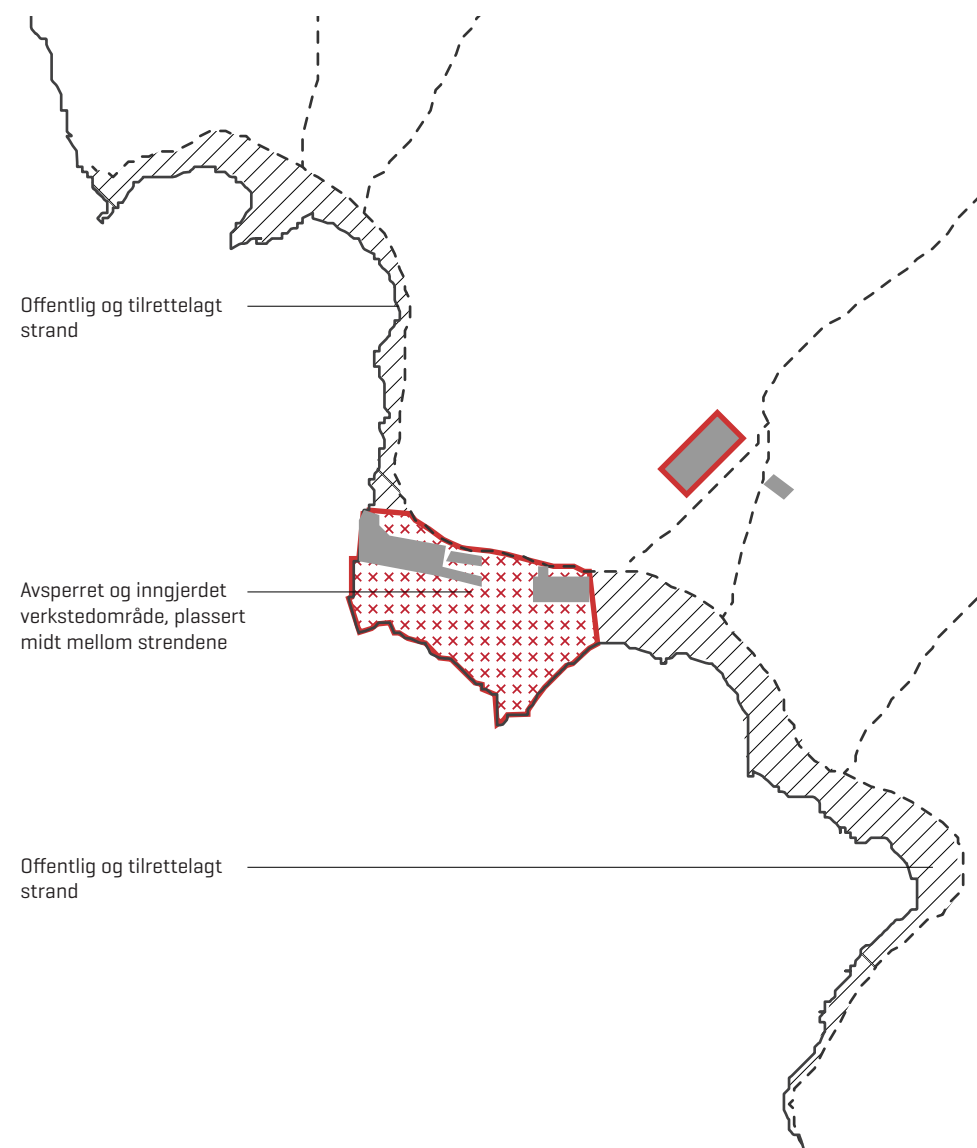 Offentlig og tilrettelagt
strand
Avsperret og inngjerdet
verkstedområde, plassert
midt mellom strendene
Offentlig og tilrettelagt
strand